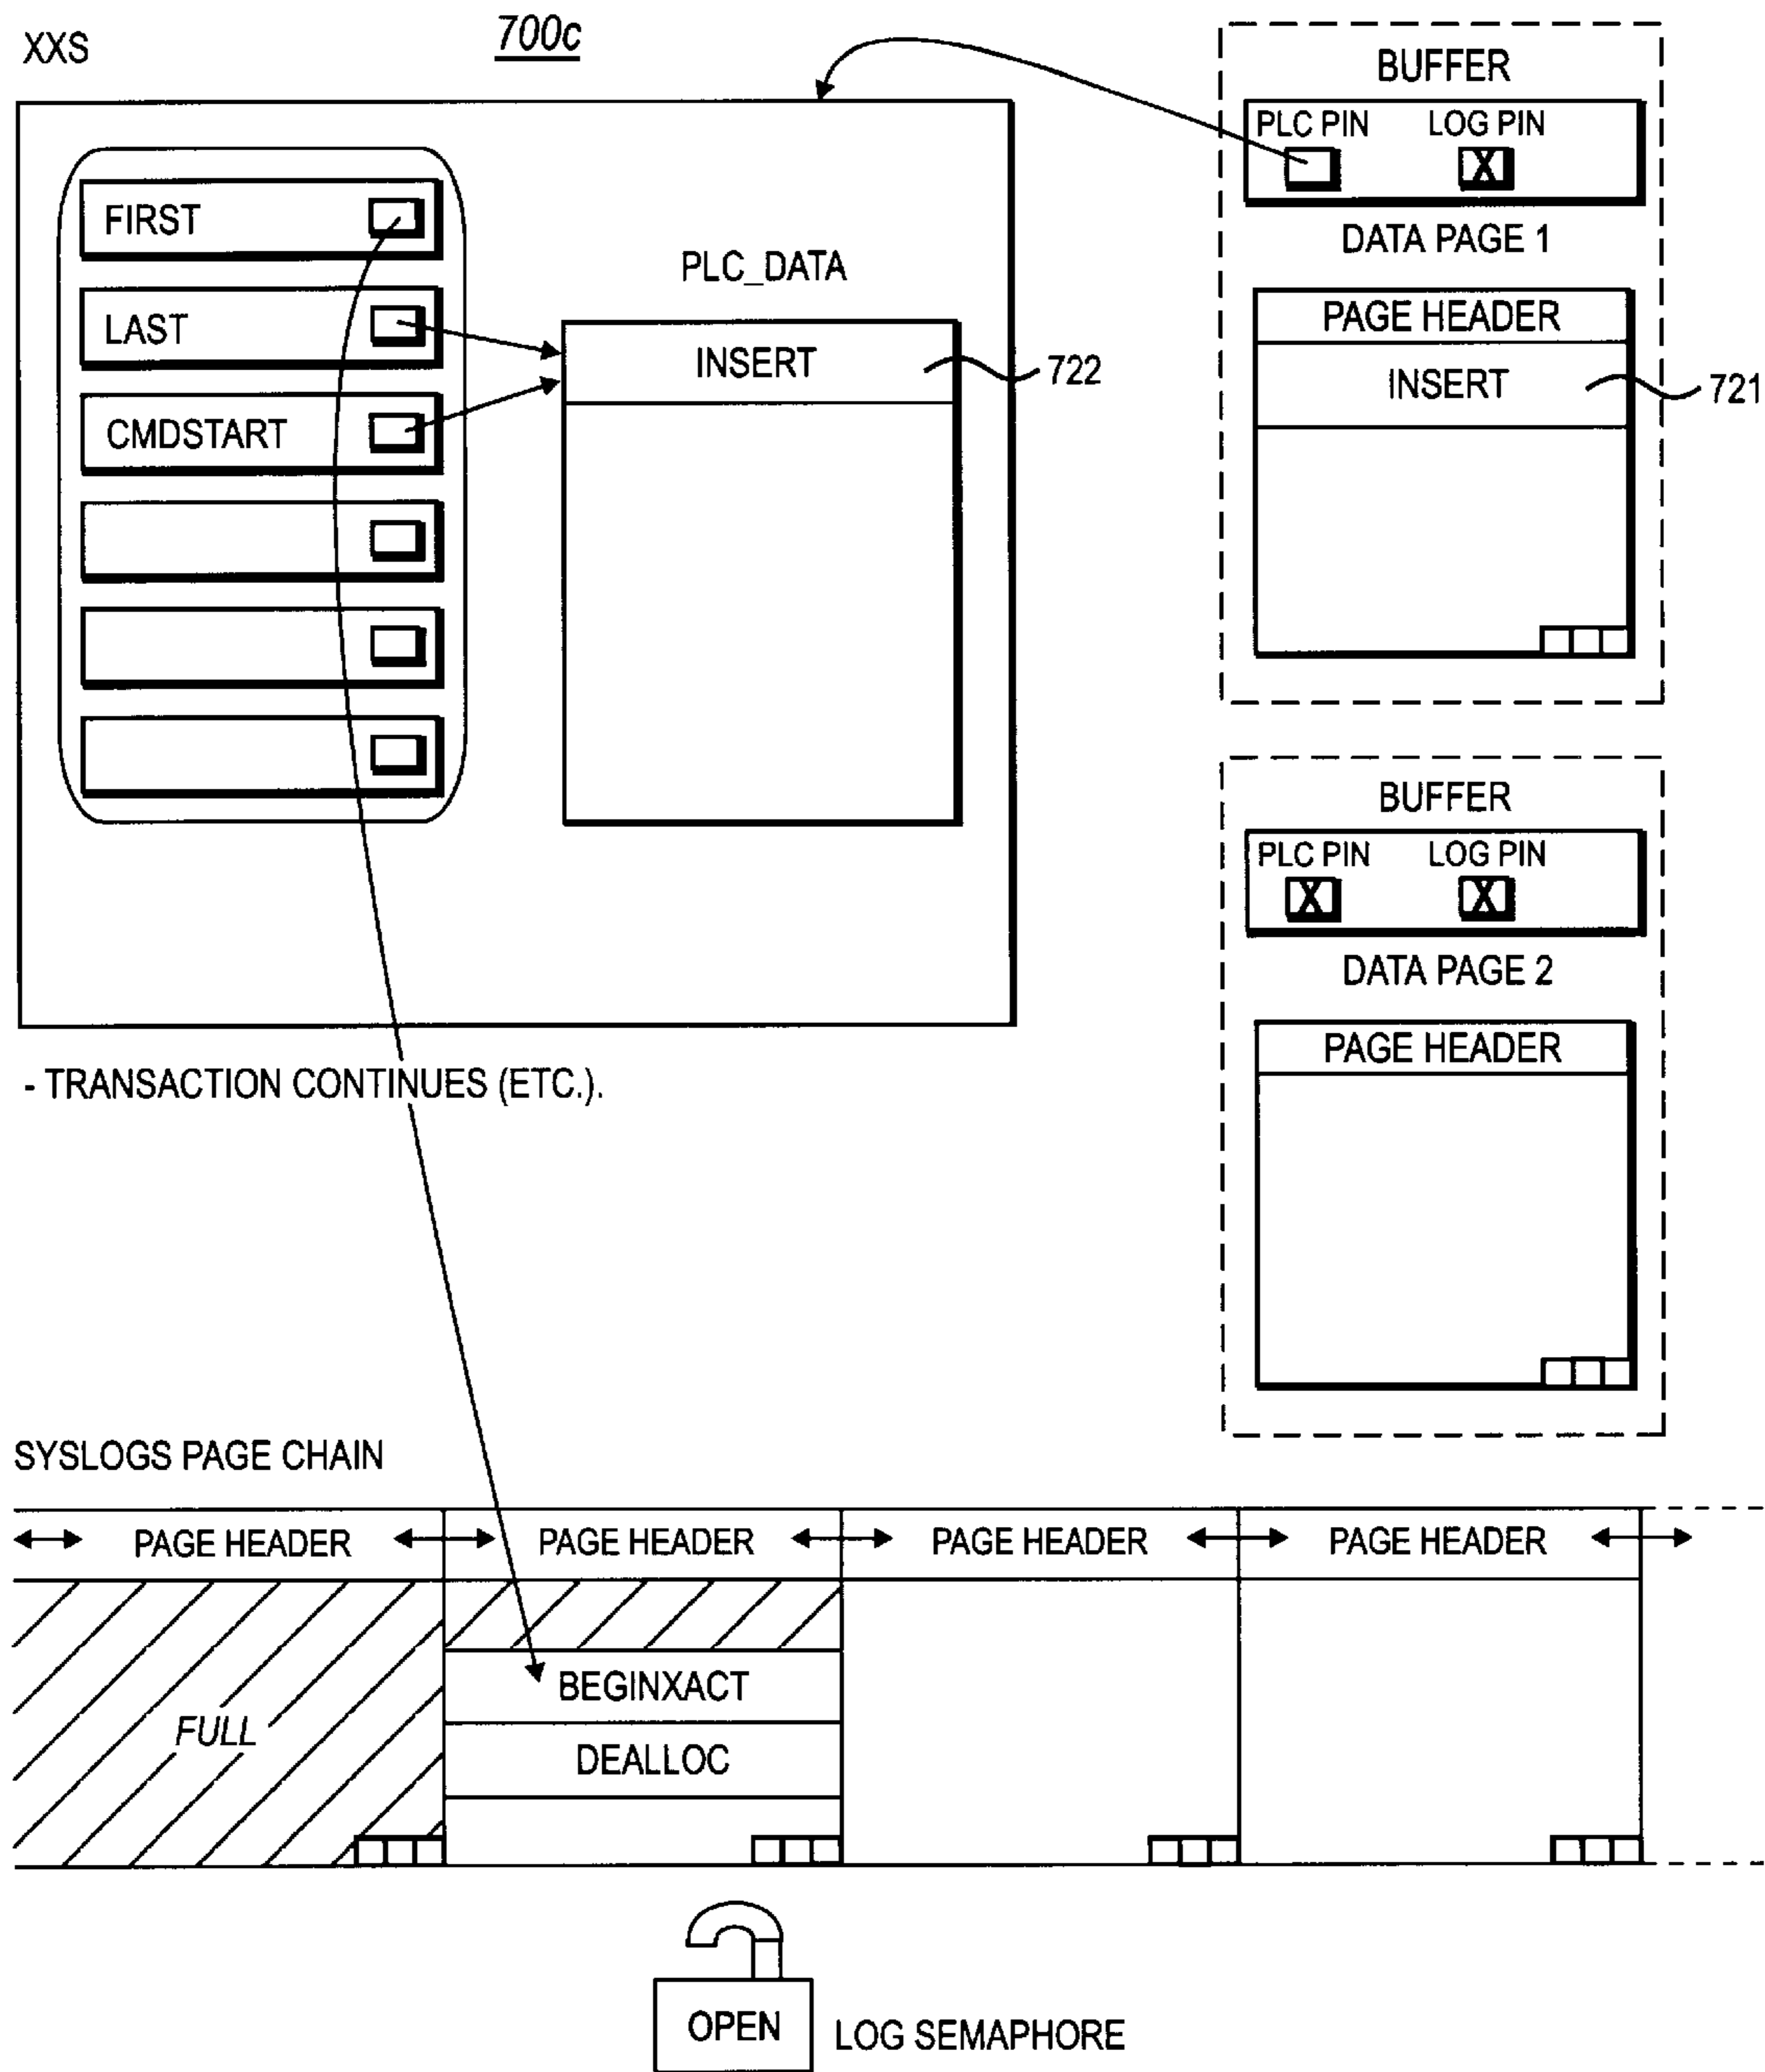 XXS
700c
FIRST
LAST
CMDSTART
PLC_DATA
INSERT
722
BUFFER
PLC PIN LOG PIN
X
DATA PAGE 1
PAGE HEADER
INSERT
721
BUFFER
PLC PIN LOG PIN
X X
DATA PAGE 2
PAGE HEADER
- TRANSACTION CONTINUES (ETC.).
SYSLOGS PAGE CHAIN
PAGE HEADER PAGE HEADER PAGE HEADER PAGE HEADER
FULL
BEGINXACT
DEALLOC
OPEN
LOG SEMAPHORE